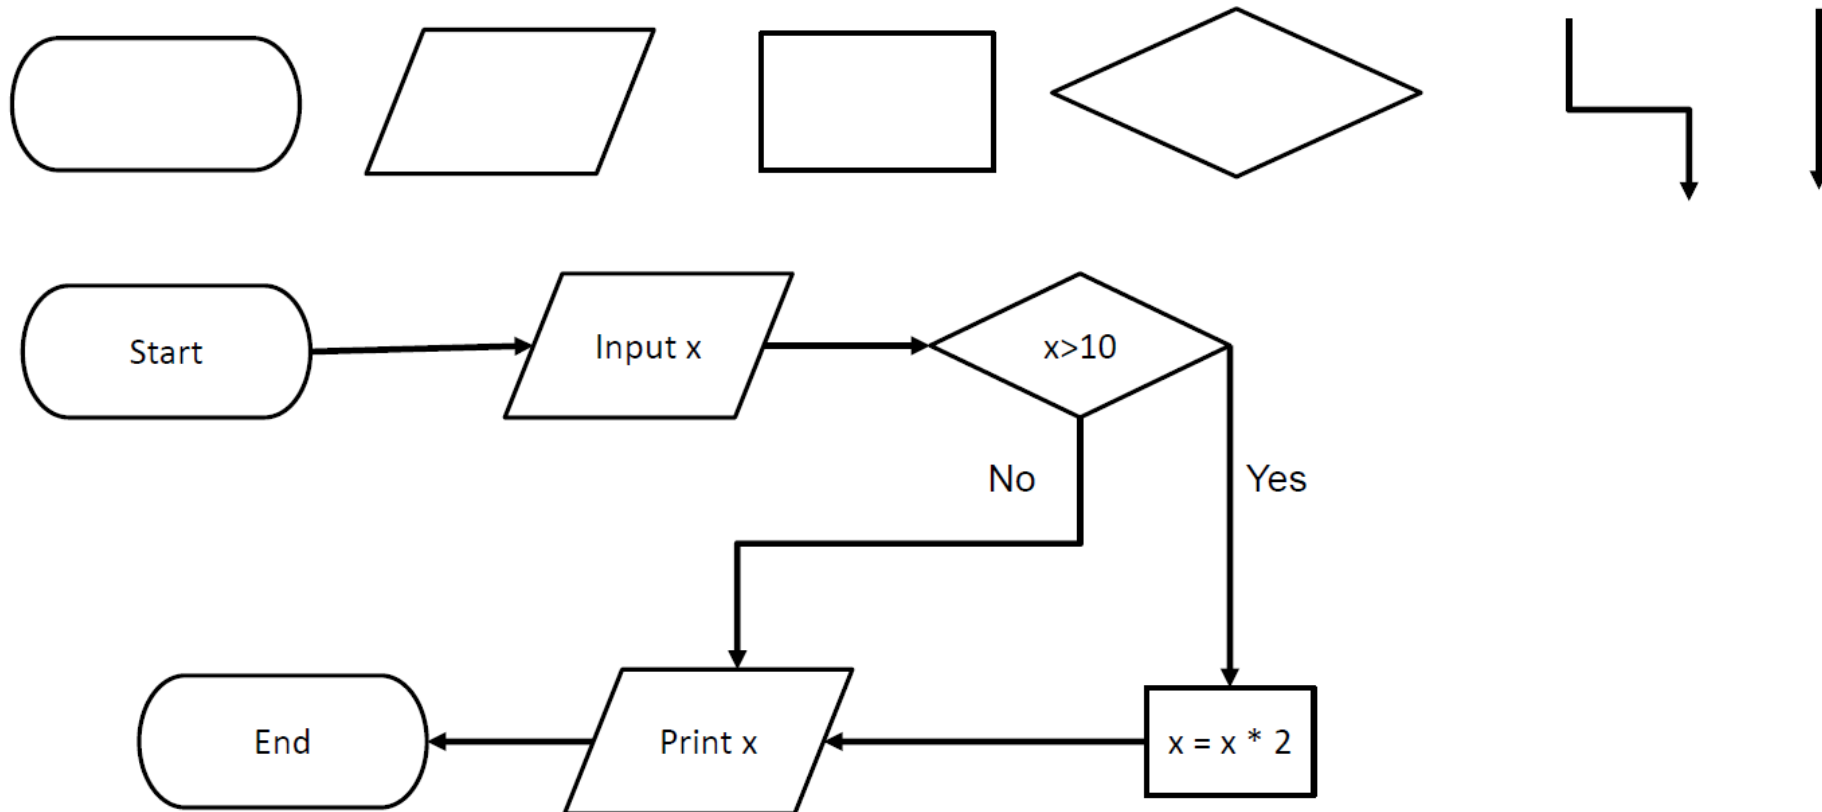 Start
Input x
x>10
No
Yes
End
Print x
x = x * 2